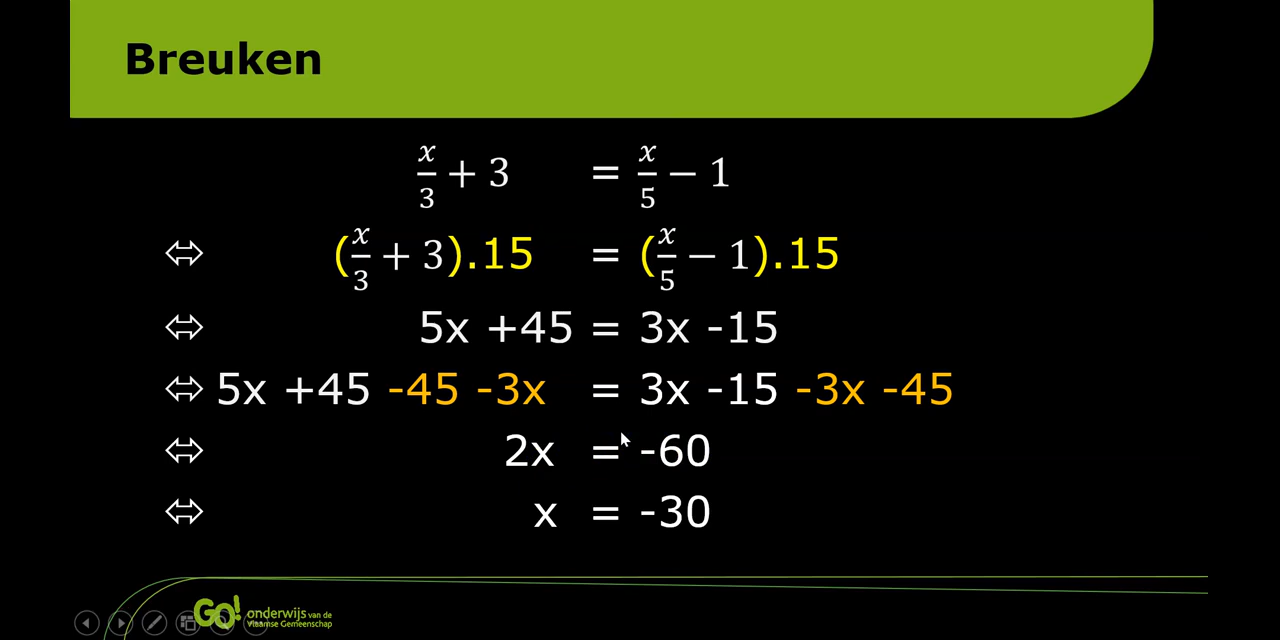 Breuken
x/3 + 3 = x/5 − 1
⇔ (x/3 + 3).15 = (x/5 − 1).15
⇔ 5x +45 = 3x -15
⇔ 5x +45 -45 -3x = 3x -15 -3x -45
⇔ 2x = -60
⇔ x = -30
GO! onderwijs van de
Vlaamse Gemeenschap